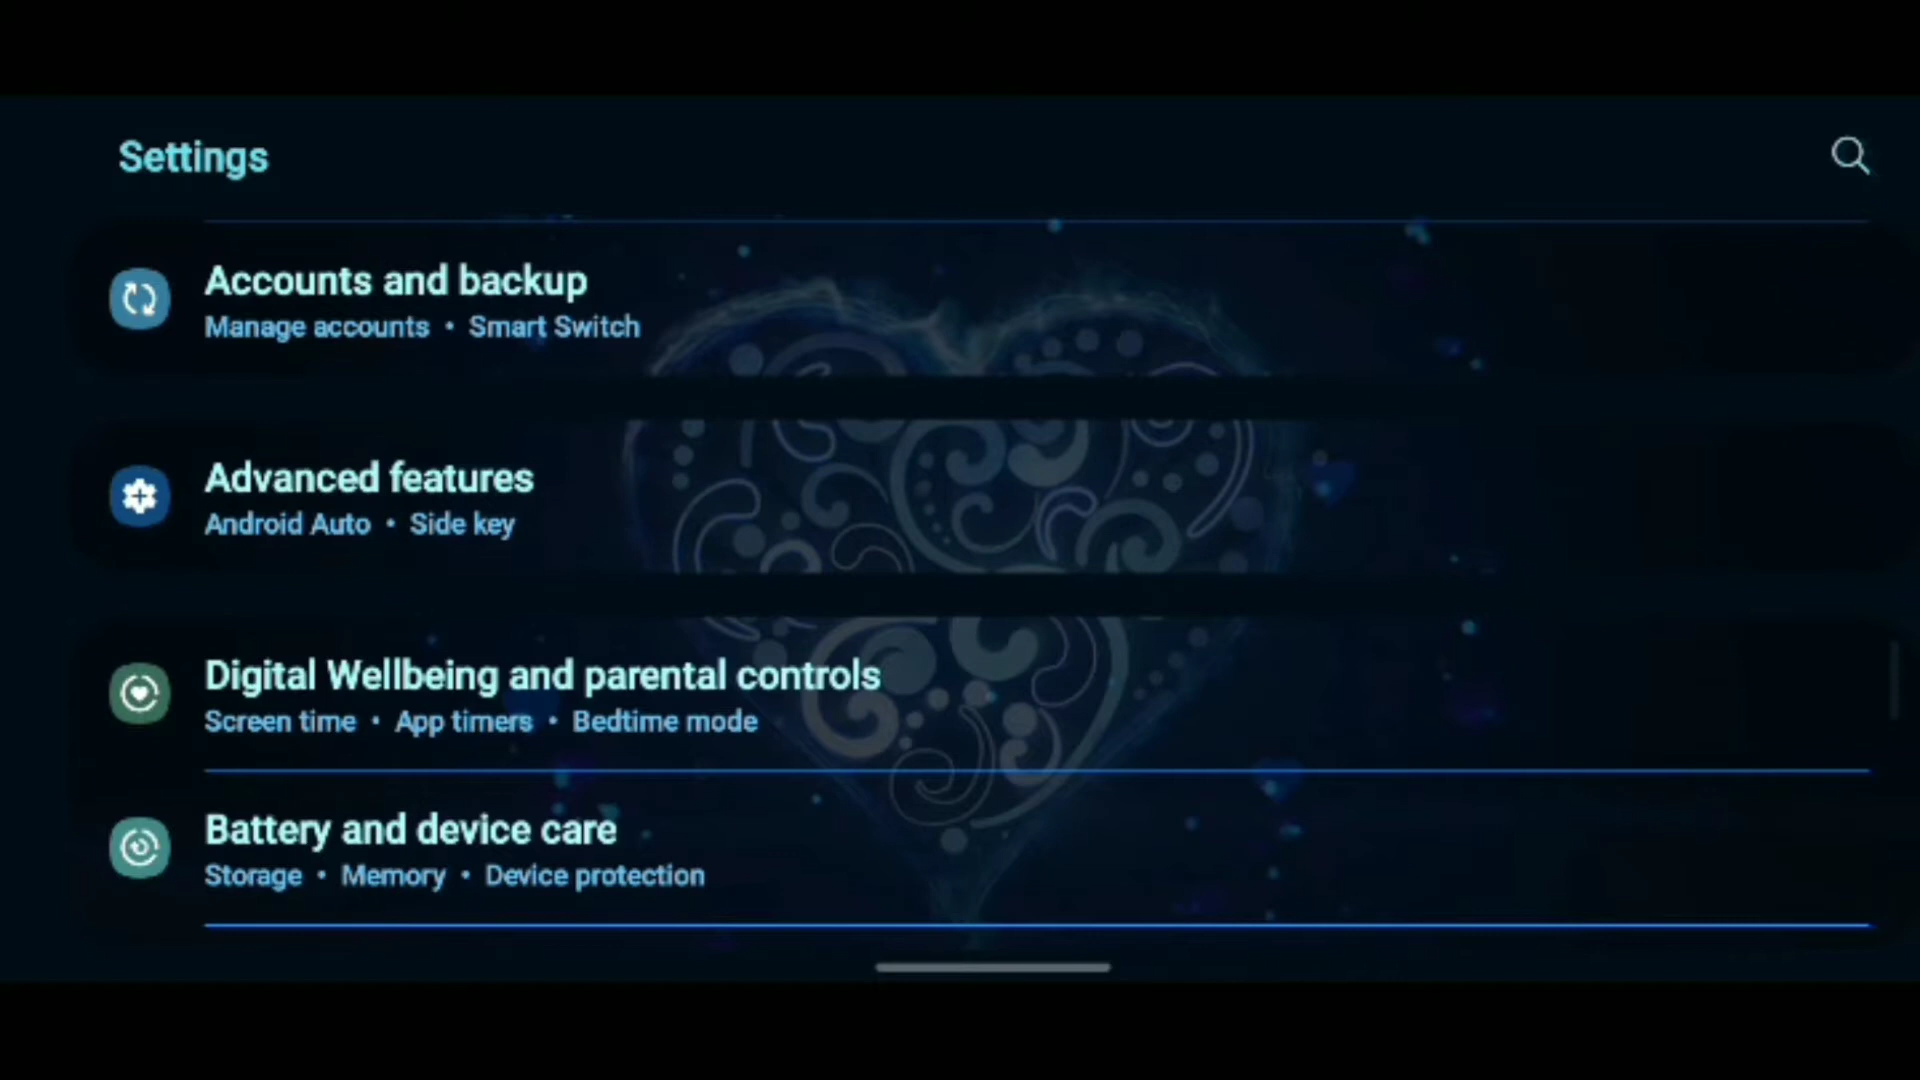 Settings
Accounts and backup
Manage accounts • Smart Switch
Advanced features
Android Auto • Side key
Digital Wellbeing and parental controls
Screen time • App timers • Bedtime mode
Battery and device care
Storage • Memory • Device protection